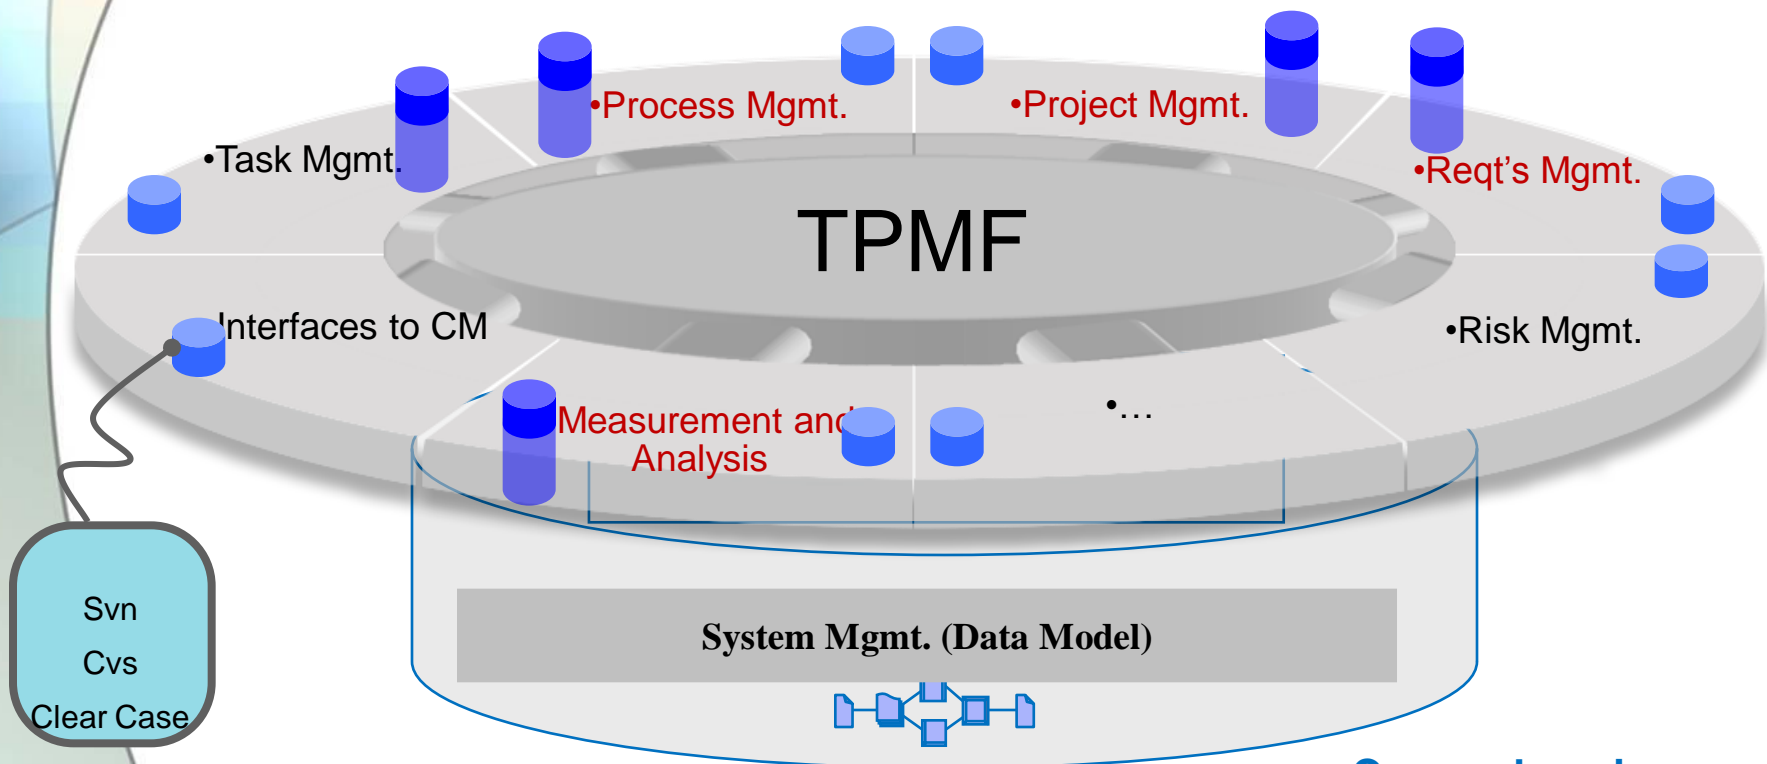 •Process Mgmt.
•Project Mgmt.
•Task Mgmt.
•Reqt's Mgmt.
TPMF
Interfaces to CM
•Risk Mgmt.
•…
Measurement and
Analysis
Svn
Cvs
Clear Case
System Mgmt. (Data Model)